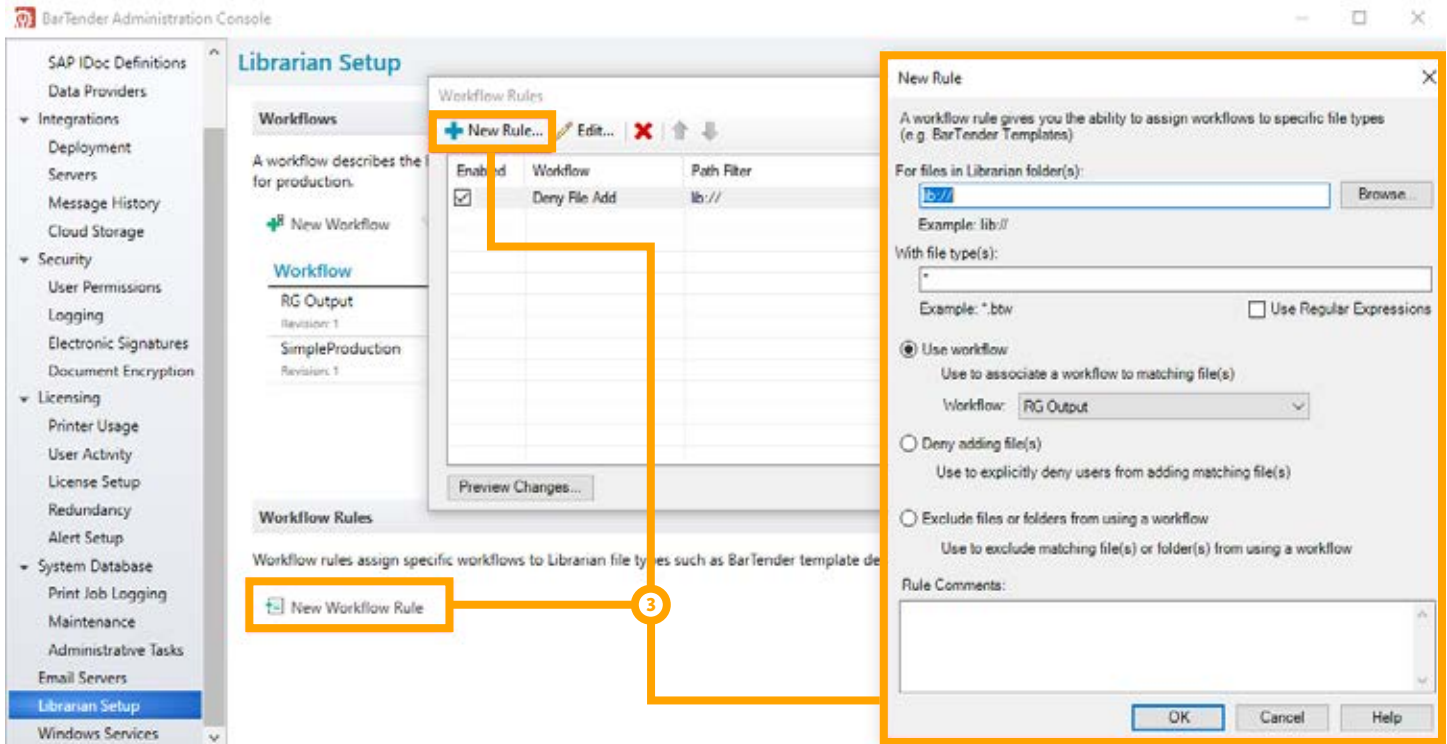 BarTender Administration Console
SAP IDoc Definitions
Data Providers
Integrations
Deployment
Servers
Message History
Cloud Storage
Security
User Permissions
Logging
Electronic Signatures
Document Encryption
Licensing
Printer Usage
User Activity
License Setup
Redundancy
Alert Setup
System Database
Print Job Logging
Maintenance
Administrative Tasks
Email Servers
Librarian Setup
Windows Services
Librarian Setup
Workflows
A workflow describes the
for production.
New Workflow
Workflow
RG Output
Revision: 1
SimpleProduction
Revision: 1
Workflow Rules
Workflow rules assign specific workflows to Librarian file types such as BarTender template de
New Workflow Rule
3
Workflow Rules
New Rule... Edit...
Enabled Workflow Path Filter
Deny File Add lib://
Preview Changes...
New Rule
A workflow rule gives you the ability to assign workflows to specific file types
(e.g. BarTender Templates)
For files in Librarian folder(s):
lib:// Browse...
Example: lib://
With file type(s):
*
Example: *.btw Use Regular Expressions
Use workflow
Use to associate a workflow to matching file(s)
Workflow: RG Output
Deny adding file(s)
Use to explicitly deny users from adding matching file(s)
Exclude files or folders from using a workflow
Use to exclude matching file(s) or folder(s) from using a workflow
Rule Comments:
OK Cancel Help